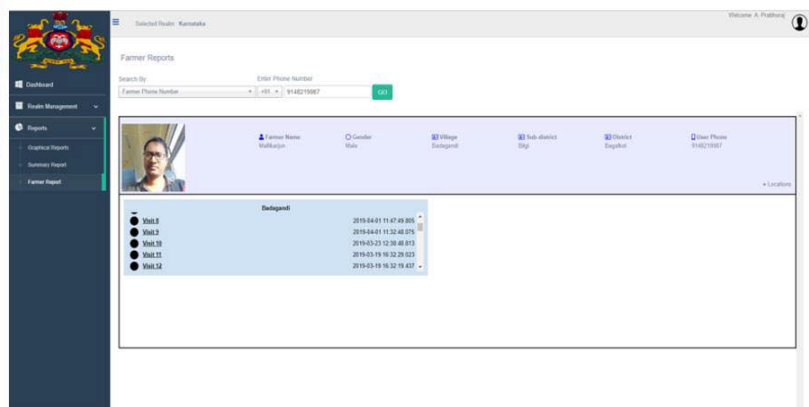 Selected Realm: Karnataka
Welcome A. Prabhuraj
Dashboard
Realm Management
Reports
Graphical Reports
Summary Report
Farmer Report
Farmer Reports
Search By:
Enter Phone Number
Farmer Phone Number
+91
9148219987
GO
Farmer Name
Gender
Village
Sub-district
District
User Phone
Mallikarjun
Male
Badagandi
Bilgi
Bagalkot
9148219987
+ Locations
Badagandi
Visit 8 2019-04-01 11:47:49.805
Visit 9 2019-04-01 11:32:48.075
Visit 10 2019-03-23 12:38:48.813
Visit 11 2019-03-19 16:32:29.023
Visit 12 2019-03-19 16:32:19.437